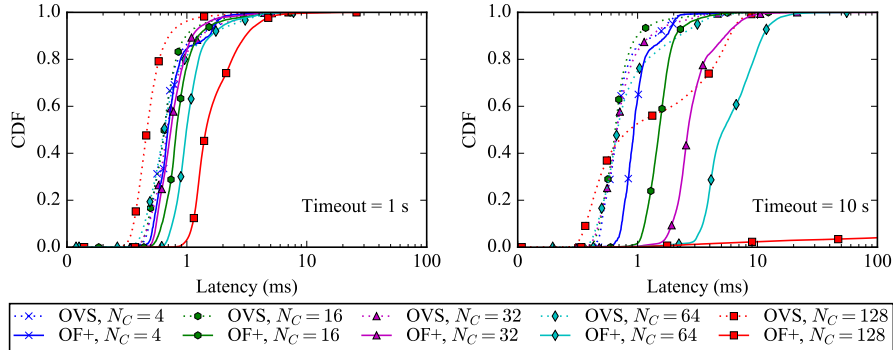 1.0
0.8
0.6
0.4
0.2
0.0
CDF
Timeout = 1 s
0 1 10 100
Latency (ms)
1.0
0.8
0.6
0.4
0.2
0.0
CDF
Timeout = 10 s
0 1 10 100
Latency (ms)
OVS, N_C = 4 OVS, N_C = 16 OVS, N_C = 32 OVS, N_C = 64 OVS, N_C = 128
OF+, N_C = 4 OF+, N_C = 16 OF+, N_C = 32 OF+, N_C = 64 OF+, N_C = 128